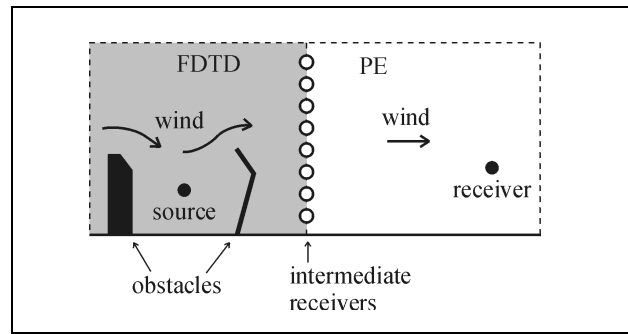 FDTD
PE
wind
wind
source
receiver
obstacles
intermediate
receivers